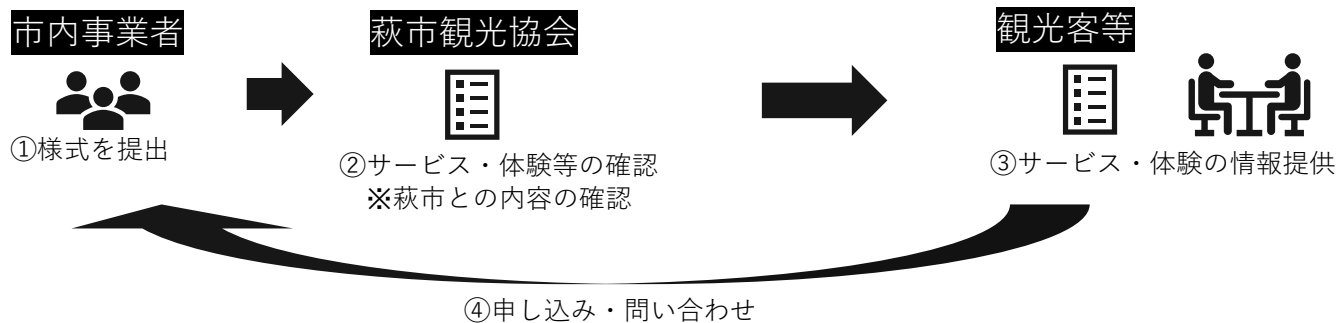 市内事業者
萩市観光協会
観光客等
①様式を提出
②サービス・体験等の確認
※萩市との内容の確認
③サービス・体験の情報提供
④申し込み・問い合わせ